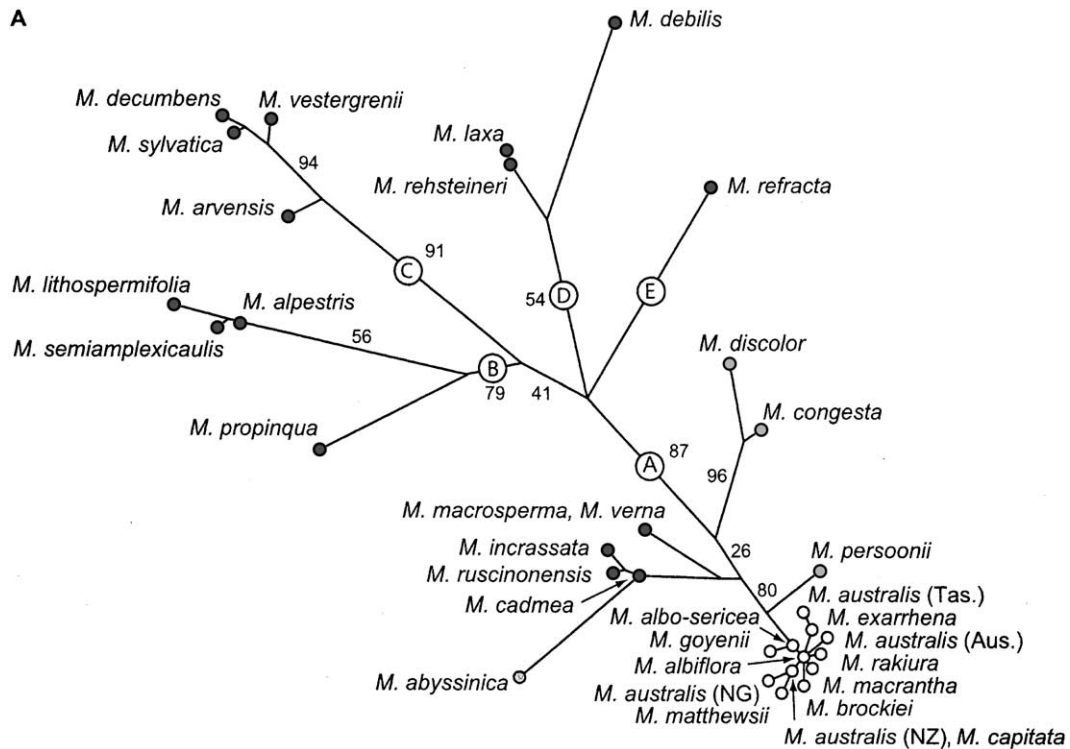 A
M. debilis
M. decumbens
M. vestergrenii
M. sylvatica
M. laxa
M. rehsteineri
94
M. refracta
M. arvensis
91
C
M. lithospermifolia
M. alpestris
54
D
E
M. semiamplexicaulis
56
M. discolor
B
79
41
M. congesta
M. propinqua
87
A
96
M. macrosperma, M. verna
M. incrassata
26
M. persoonii
M. ruscinonensis
80
M. cadmea
M. australis (Tas.)
M. albo-sericea
M. exarrhena
M. goyenii
M. australis (Aus.)
M. albiflora
M. rakiura
M. abyssinica
M. macrantha
M. australis (NG)
M. brockiei
M. matthewsii
M. australis (NZ), M. capitata